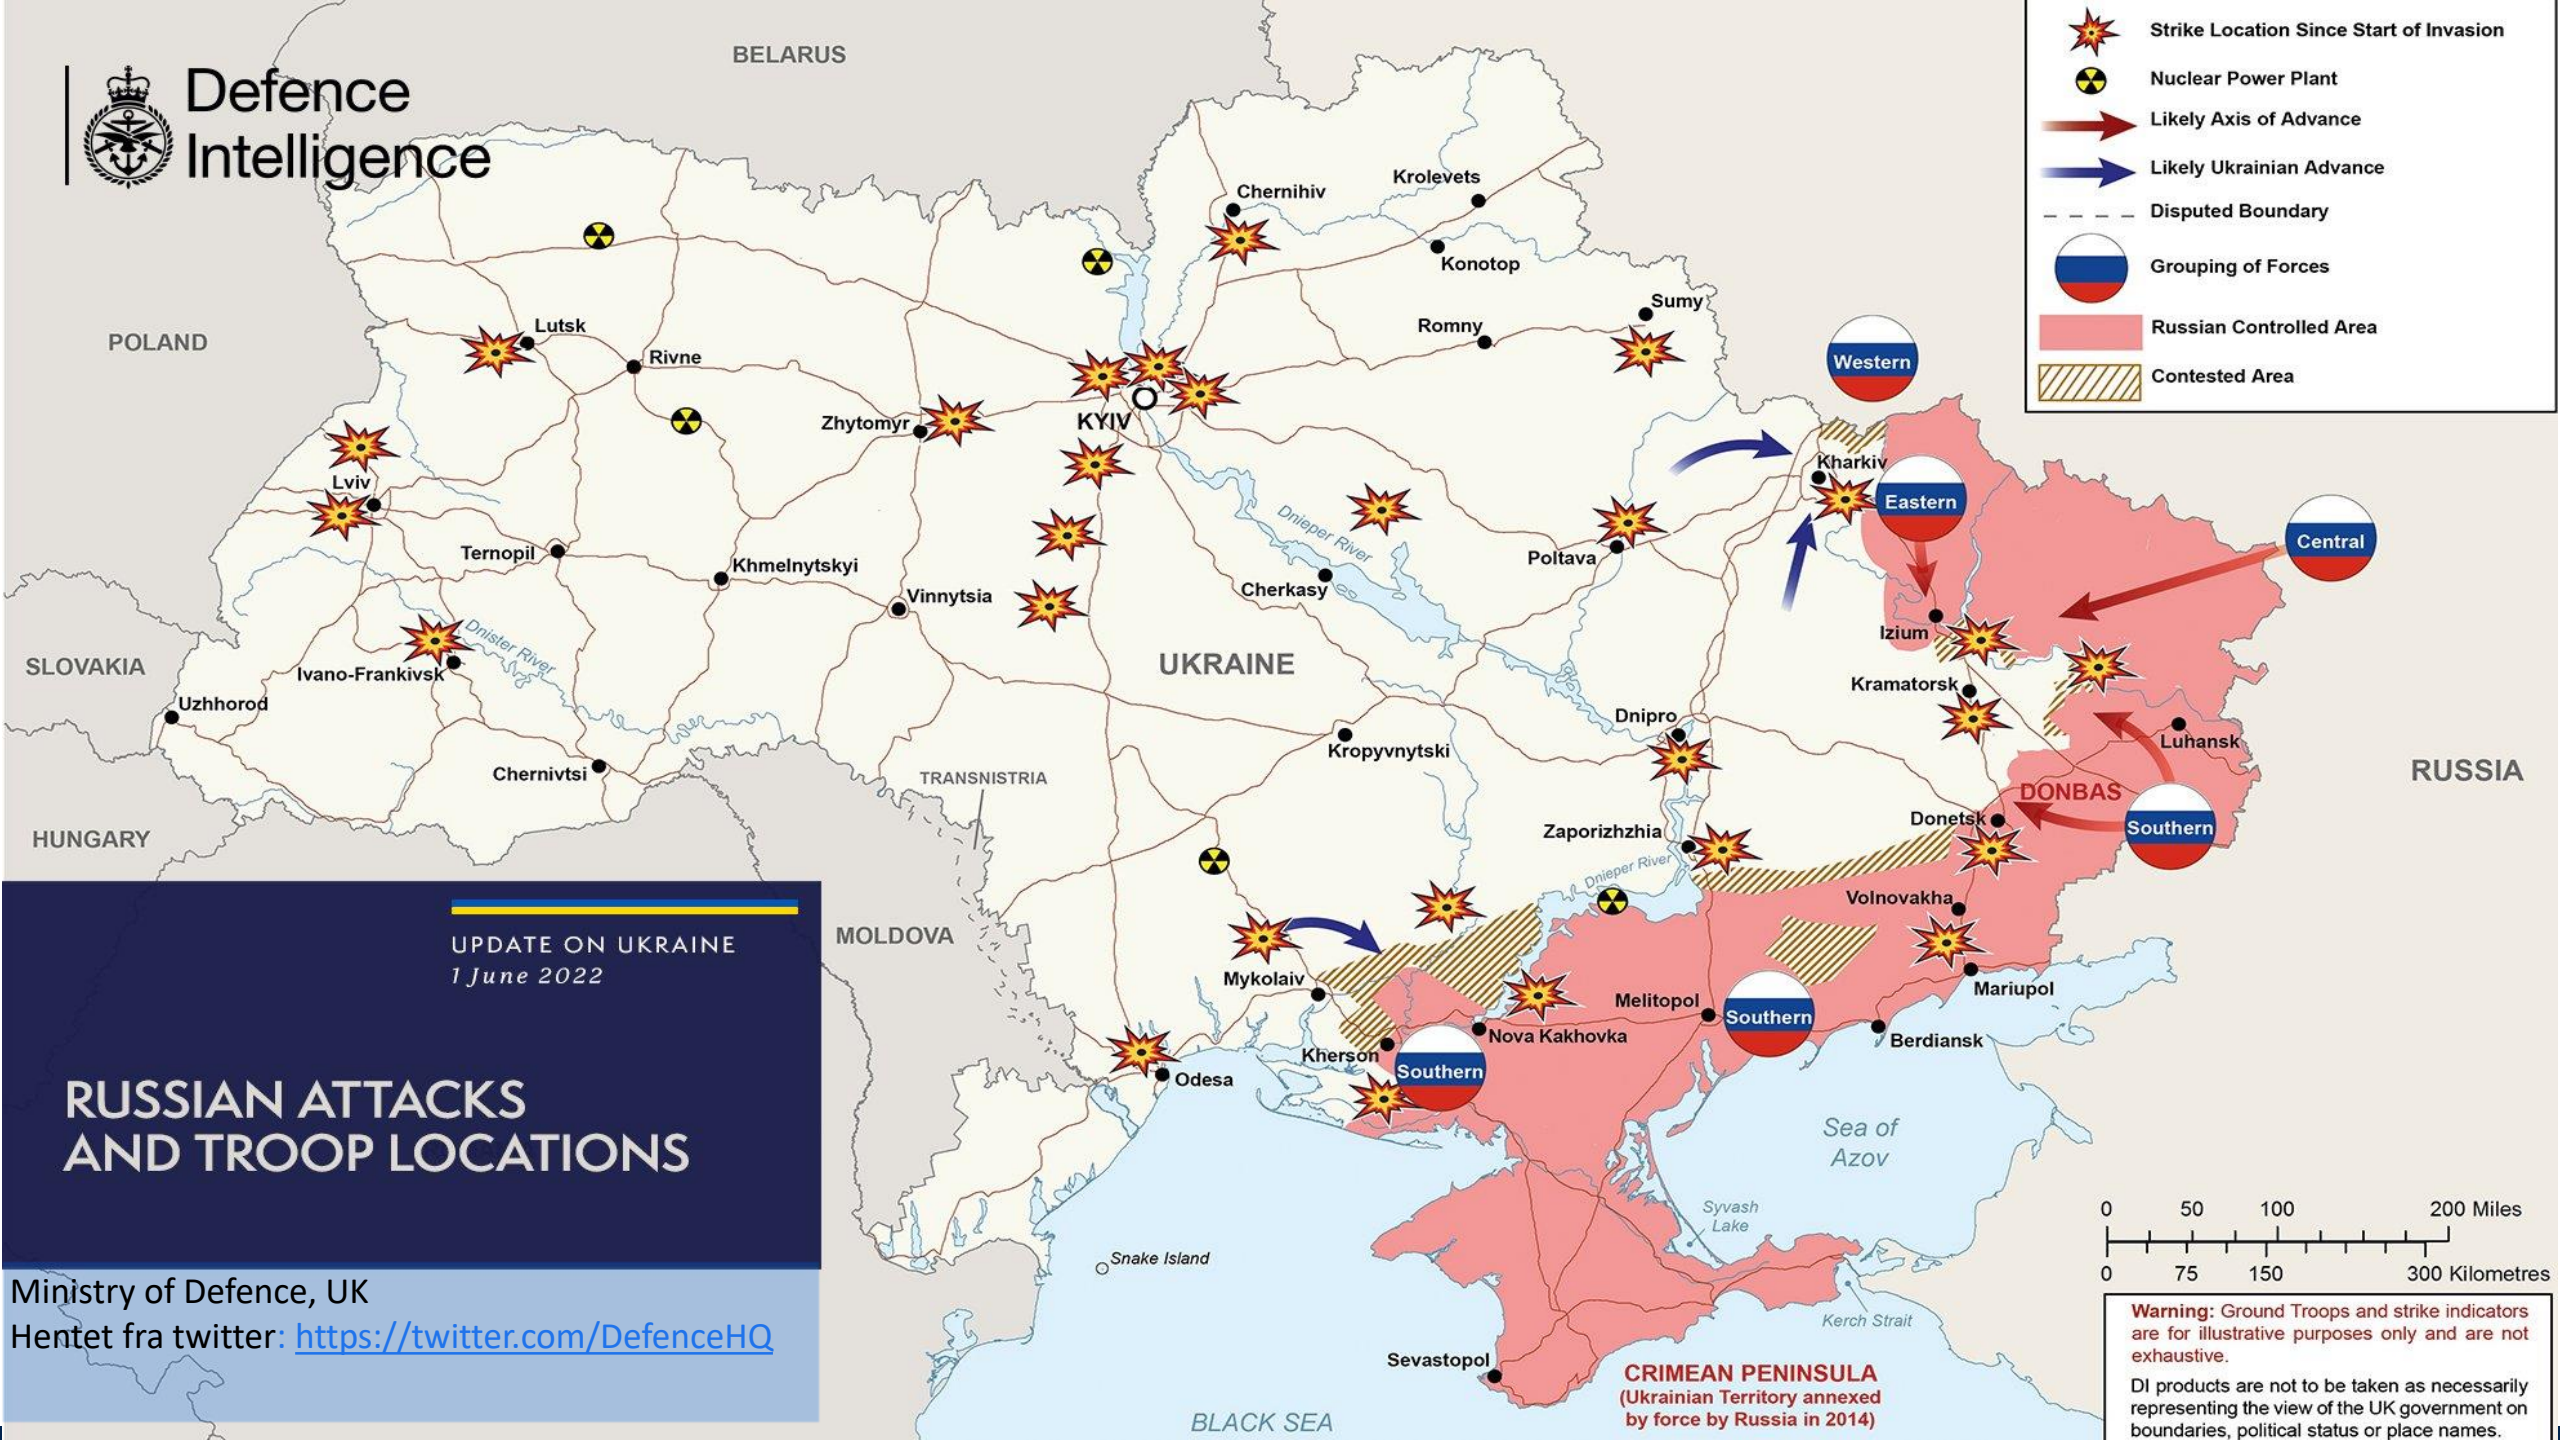 Defence
Intelligence
BELARUS
POLAND
SLOVAKIA
HUNGARY
MOLDOVA
TRANSNISTRIA
UKRAINE
RUSSIA
Chernihiv
Krolevets
Konotop
Sumy
Romny
Lutsk
Rivne
Zhytomyr
KYIV
Lviv
Ternopil
Khmelnytskyi
Vinnytsia
Ivano-Frankivsk
Uzhhorod
Chernivtsi
Dnister River
Dnieper River
Cherkasy
Poltava
Kharkiv
Izium
Kramatorsk
Dnipro
Kropyvnytski
Luhansk
DONBAS
Donetsk
Zaporizhzhia
Dnieper River
Volnovakha
Mykolaiv
Mariupol
Melitopol
Nova Kakhovka
Berdiansk
Kherson
Odesa
Western
Eastern
Central
Southern
Southern
Southern
Sea of
Azov
Syvash
Lake
Snake Island
Kerch Strait
Sevastopol
CRIMEAN PENINSULA
(Ukrainian Territory annexed
by force by Russia in 2014)
BLACK SEA
Strike Location Since Start of Invasion
Nuclear Power Plant
Likely Axis of Advance
Likely Ukrainian Advance
Disputed Boundary
Grouping of Forces
Russian Controlled Area
Contested Area
UPDATE ON UKRAINE
1 June 2022
RUSSIAN ATTACKS
AND TROOP LOCATIONS
Ministry of Defence, UK
Hentet fra twitter: https://twitter.com/DefenceHQ
0 50 100 200 Miles
0 75 150 300 Kilometres
Warning: Ground Troops and strike indicators
are for illustrative purposes only and are not
exhaustive.
DI products are not to be taken as necessarily
representing the view of the UK government on
boundaries, political status or place names.